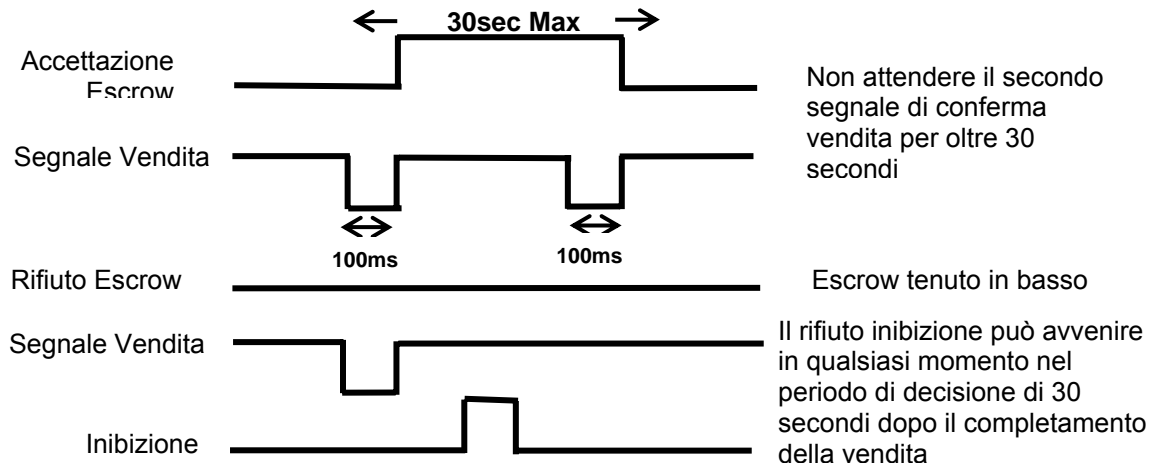 30sec Max
Accettazione
Escrow
Non attendere il secondo
segnale di conferma
vendita per oltre 30
secondi
Segnale Vendita
100ms
100ms
Rifiuto Escrow
Escrow tenuto in basso
Segnale Vendita
Il rifiuto inibizione può avvenire
in qualsiasi momento nel
periodo di decisione di 30
secondi dopo il completamento
della vendita
Inibizione